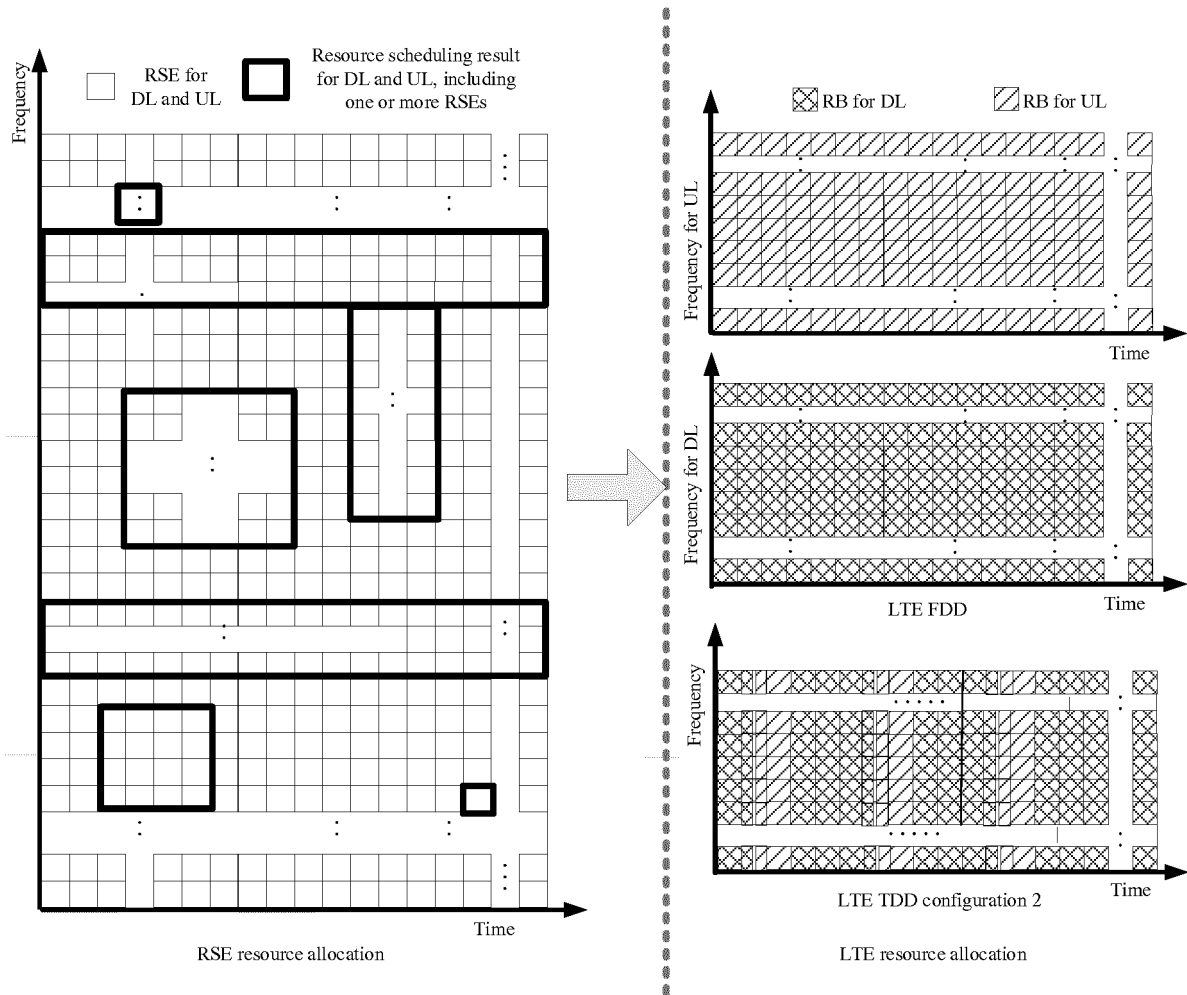 Frequency
RSE for
DL and UL
Resource scheduling result
for DL and UL, including
one or more RSEs
Time
RSE resource allocation
RB for DL
RB for UL
Frequency for UL
Time
Frequency for DL
Time
LTE FDD
Frequency
Time
LTE TDD configuration 2
LTE resource allocation